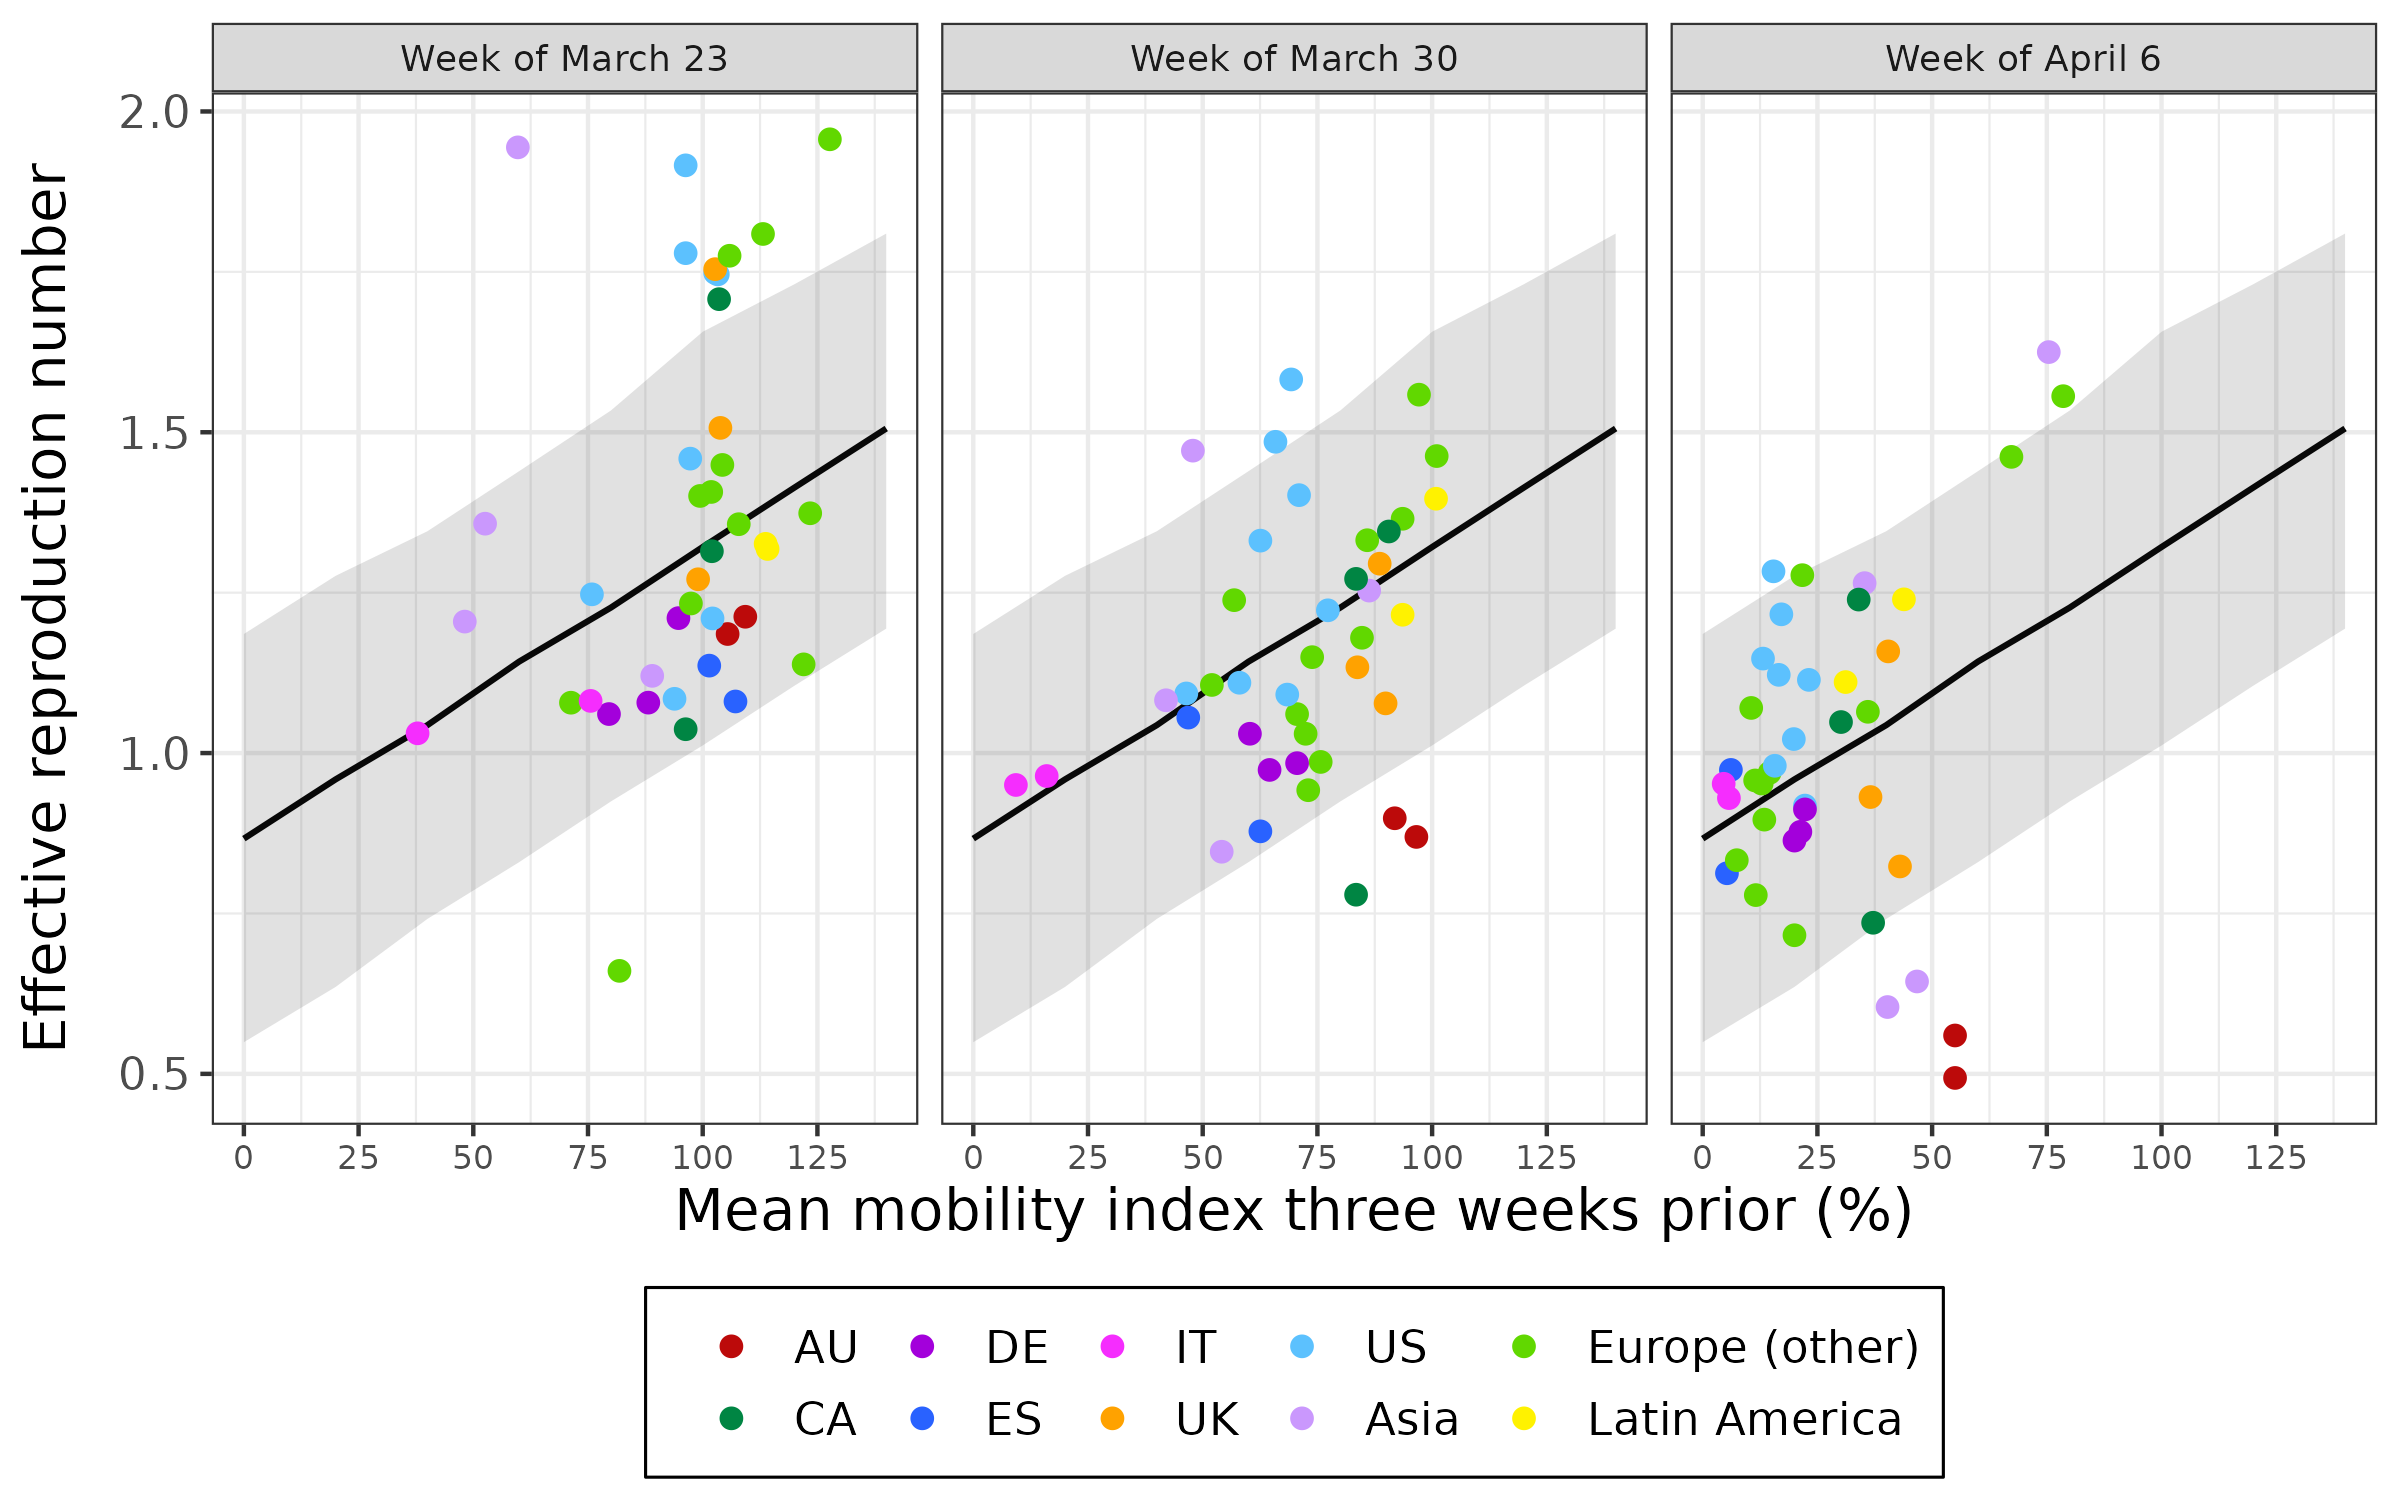 Week of March 23
Week of March 30
Week of April 6
Effective reproduction number
2.0
1.5
1.0
0.5
0 25 50 75 100 125
0 25 50 75 100 125
0 25 50 75 100 125
Mean mobility index three weeks prior (%)
AU DE IT US Europe (other)
CA ES UK Asia Latin America